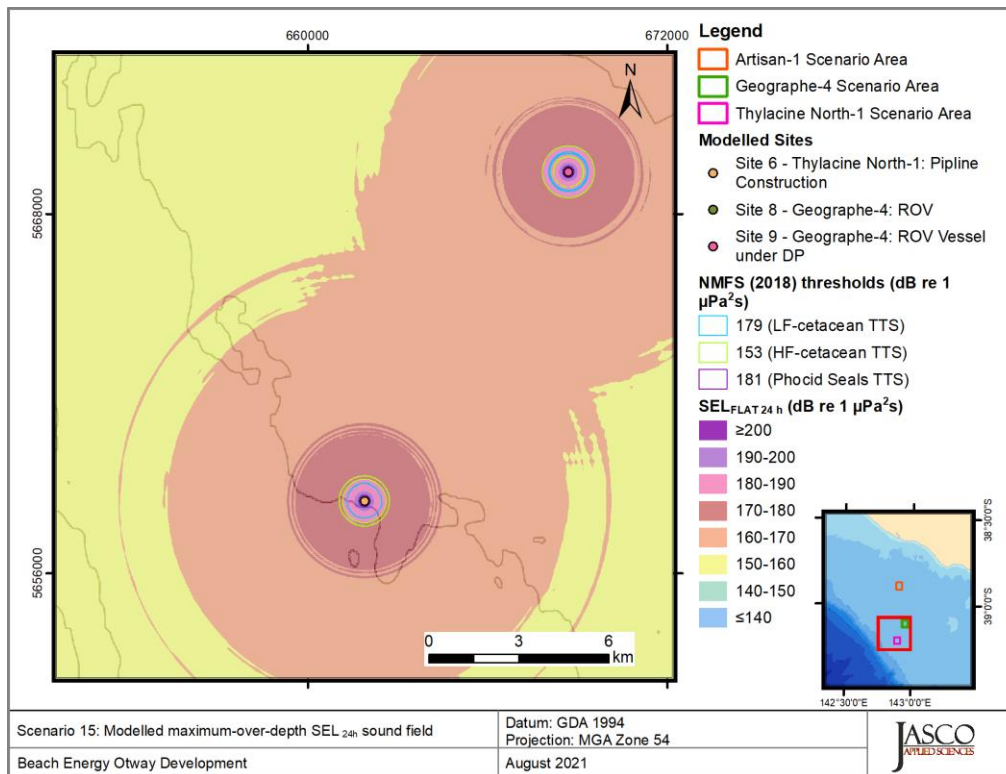 660000
672000
5668000
5656000
N
0
3
6
km
Legend
Artisan-1 Scenario Area
Geographe-4 Scenario Area
Thylacine North-1 Scenario Area
Modelled Sites
Site 6 - Thylacine North-1: Pipline
Construction
Site 8 - Geographe-4: ROV
Site 9 - Geographe-4: ROV Vessel
under DP
NMFS (2018) thresholds (dB re 1
µPa²s)
179 (LF-cetacean TTS)
153 (HF-cetacean TTS)
181 (Phocid Seals TTS)
SEL FLAT 24 h (dB re 1 µPa²s)
≥200
190-200
180-190
170-180
160-170
150-160
140-150
≤140
38°30'S
39°0'S
142°30'E
143°0'E
Scenario 15: Modelled maximum-over-depth SEL 24h sound field
Datum: GDA 1994
Projection: MGA Zone 54
Beach Energy Otway Development
August 2021
JASCO
APPLIED SCIENCES